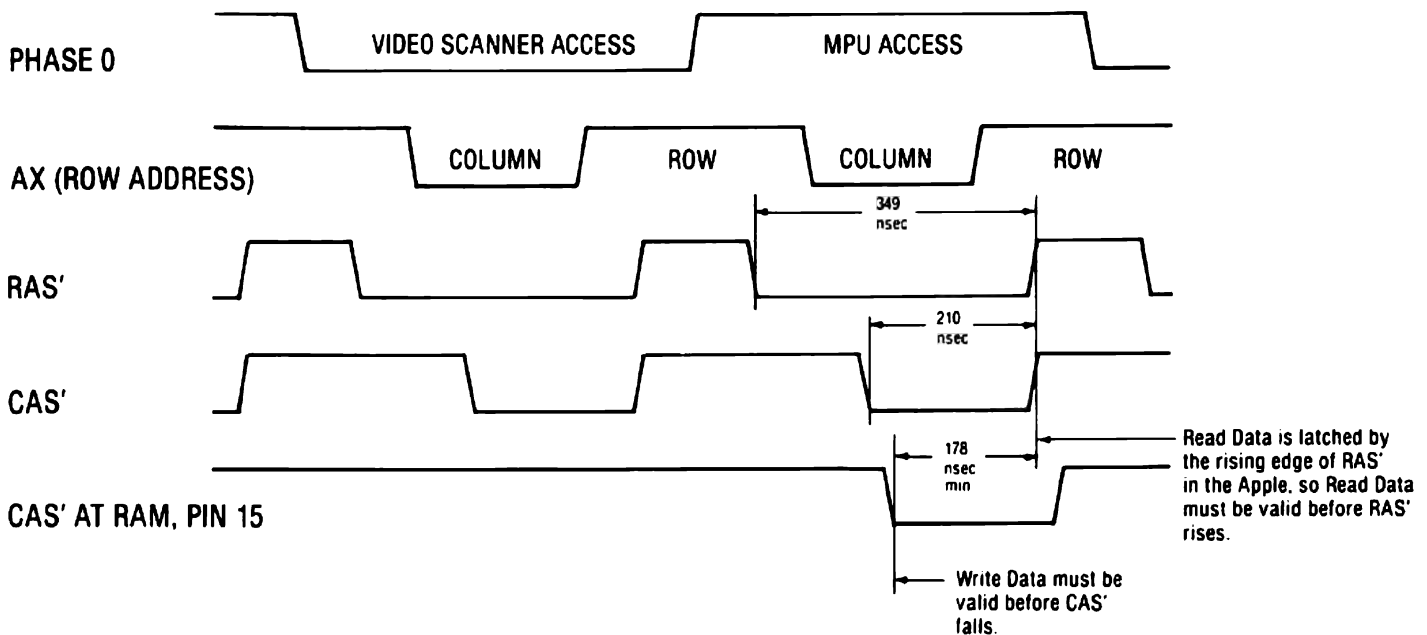 PHASE 0
VIDEO SCANNER ACCESS
MPU ACCESS
AX (ROW ADDRESS)
COLUMN
ROW
COLUMN
ROW
349
nsec
RAS'
210
nsec
CAS'
178
nsec
min
CAS' AT RAM, PIN 15
Read Data is latched by
the rising edge of RAS'
in the Apple, so Read Data
must be valid before RAS'
rises.
Write Data must be
valid before CAS'
falls.